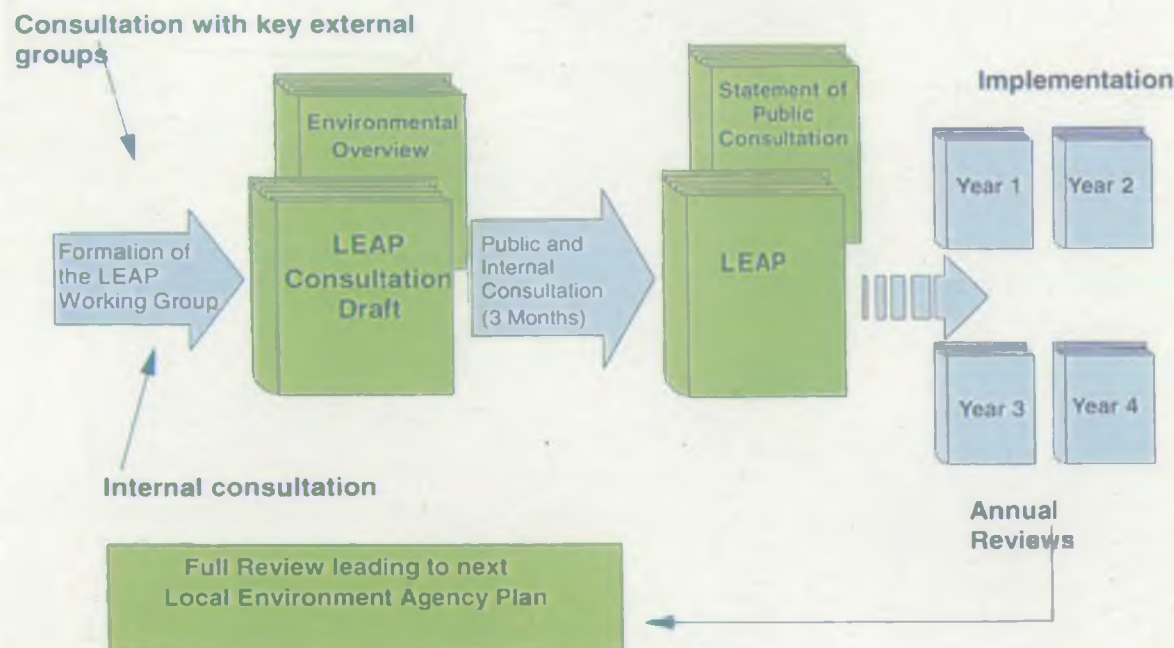 Consultation with key external
groups
Environmental
Overview
Statement of
Public
Consultation
Implementation
Year 1
Year 2
Formation of
the LEAP
Working Group
LEAP
Consultation
Draft
Public and
Internal
Consultation
(3 Months)
LEAP
Year 3
Year 4
Internal consultation
Annual
Reviews
Full Review leading to next
Local Environment Agency Plan